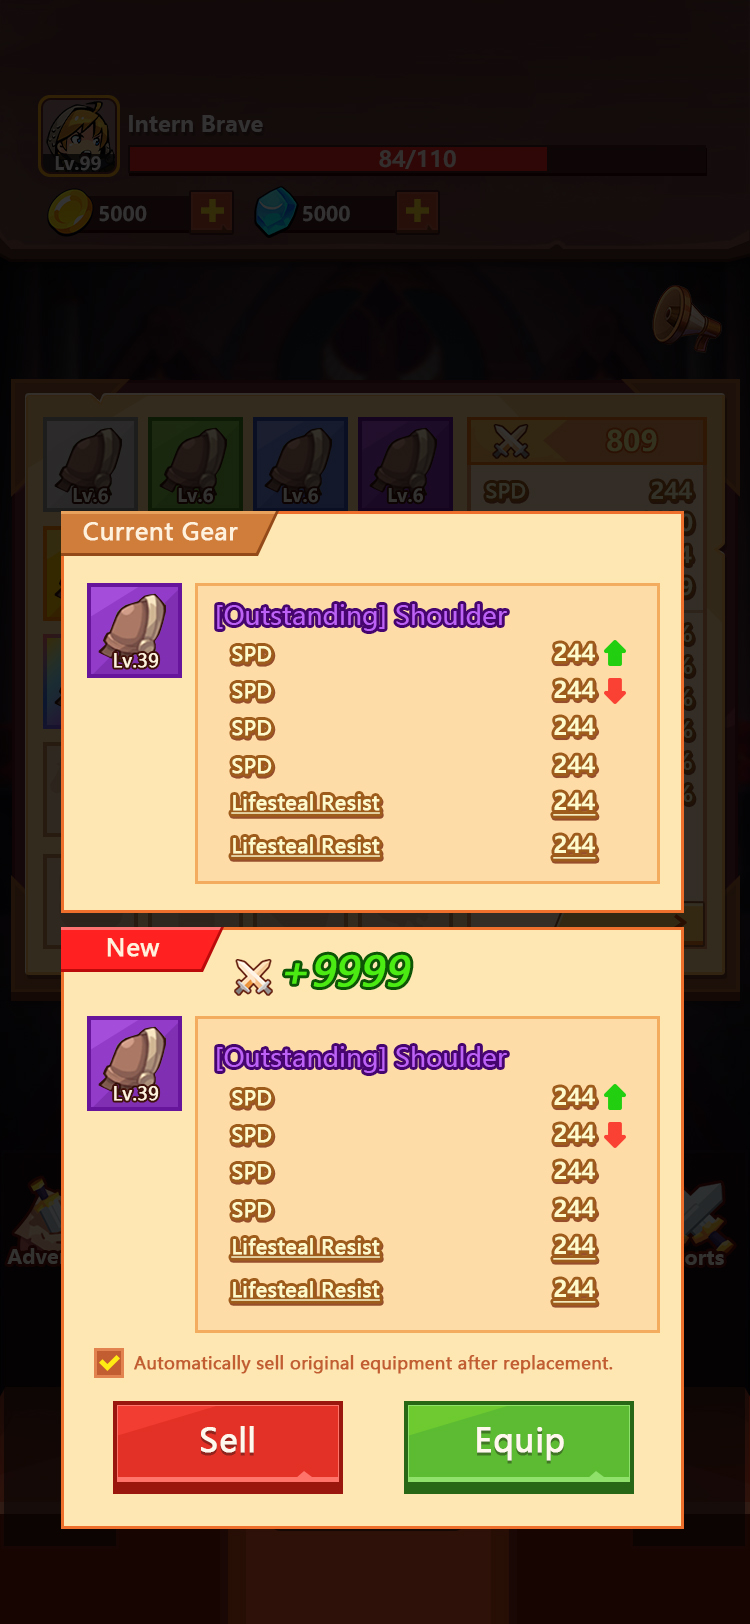 Intern Brave
Lv.99
84/110
5000
5000
809
Lv.6
Lv.6
Lv.6
Lv.6
SPD 244
Current Gear
[Outstanding] Shoulder
Lv.39
SPD 244
SPD 244
SPD 244
SPD 244
Lifesteal Resist 244
Lifesteal Resist 244
New
+9999
[Outstanding] Shoulder
Lv.39
SPD 244
SPD 244
SPD 244
SPD 244
Lifesteal Resist 244
Lifesteal Resist 244
Automatically sell original equipment after replacement.
Sell
Equip